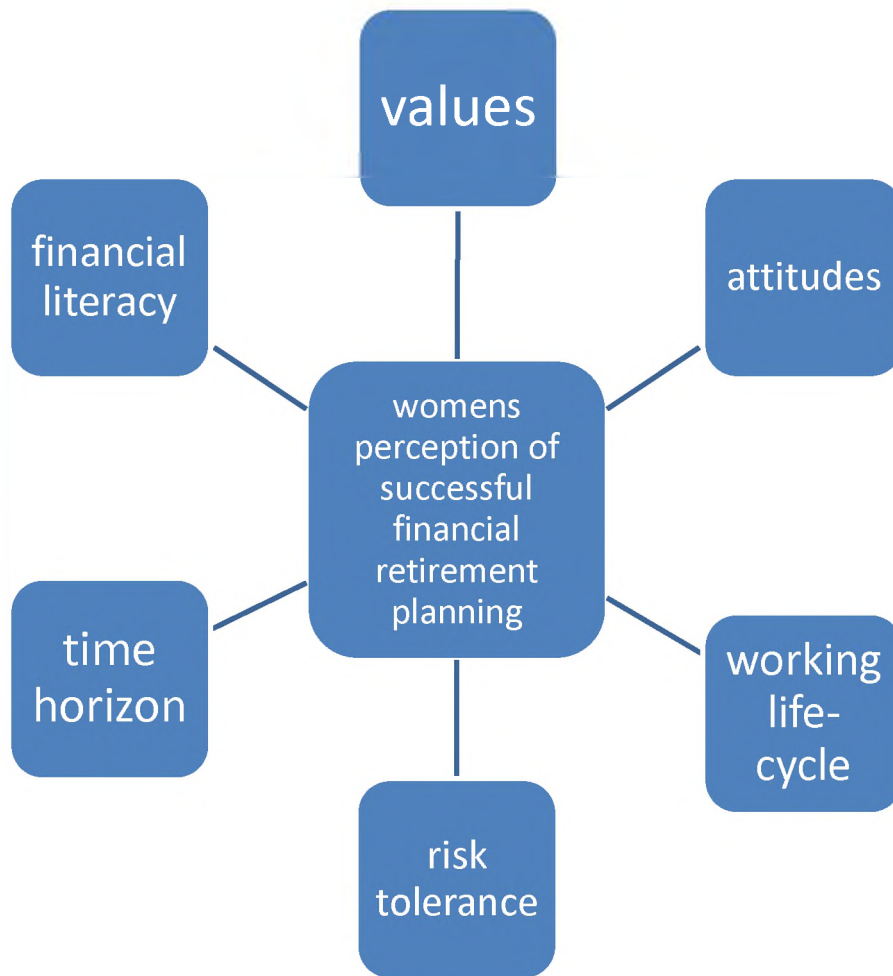 values
financial
literacy
attitudes
womens
perception of
successful
financial
retirement
planning
time
horizon
working
life-
cycle
risk
tolerance